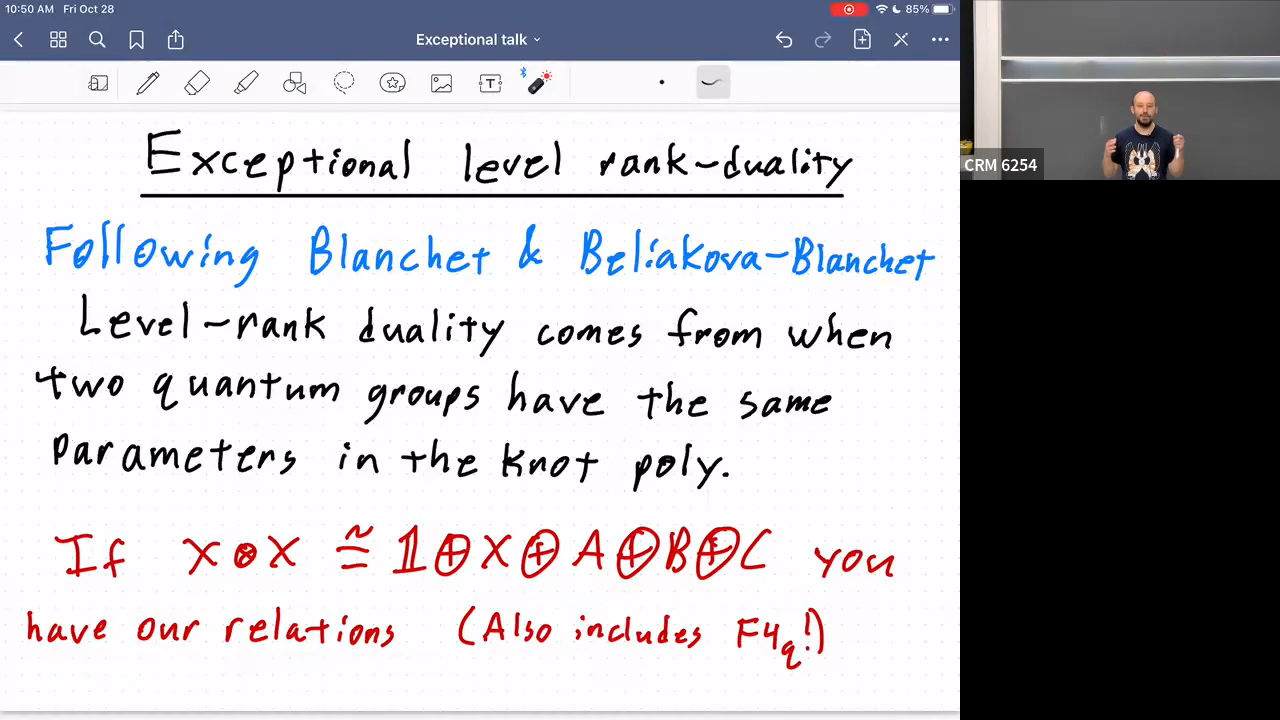 10:50 AM Fri Oct 28
85%
Exceptional talk
Exceptional level rank-duality
Following Blanchet & Beliakova-Blanchet
Level-rank duality comes from when
two quantum groups have the same
parameters in the knot poly.
If X⊗X ≅ 1⊕X⊕A⊕B⊕C you
have our relations (Also includes F4q!)
CRM 6254